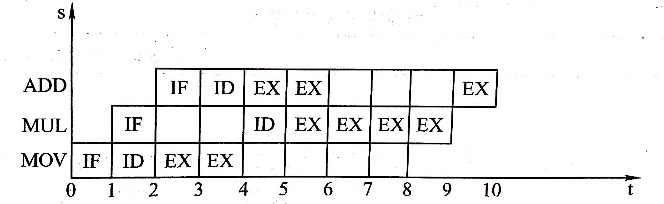 s
ADD IF ID EX EX EX
MUL IF ID EX EX EX EX
MOV IF ID EX EX
0 1 2 3 4 5 6 7 8 9 10 t